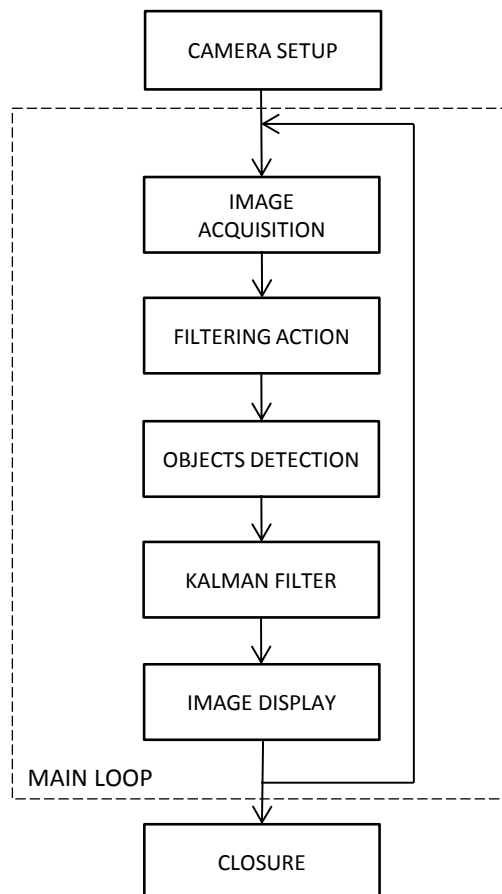 CAMERA SETUP
IMAGE
ACQUISITION
FILTERING ACTION
OBJECTS DETECTION
KALMAN FILTER
IMAGE DISPLAY
MAIN LOOP
CLOSURE